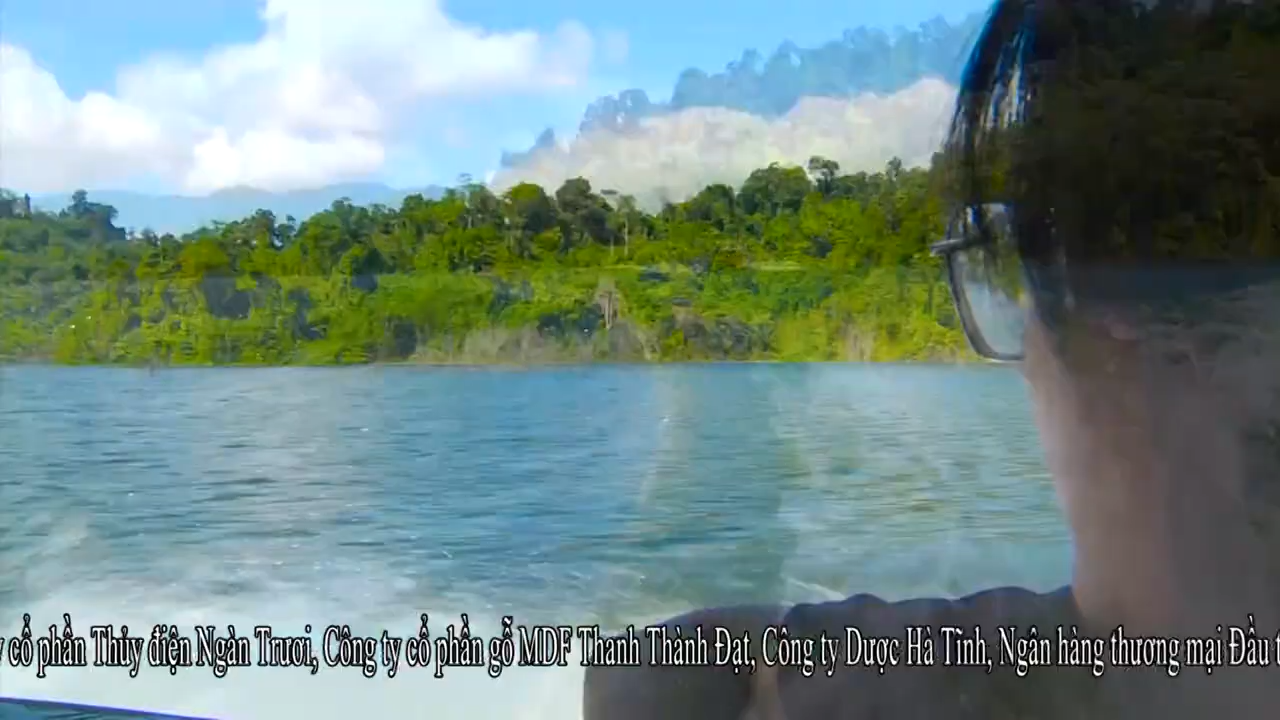 cổ phần Thủy điện Ngàn Trươi, Công ty cổ phần gỗ MDF Thanh Thành Đạt, Công ty Dược Hà Tĩnh, Ngân hàng thương mại Đầu